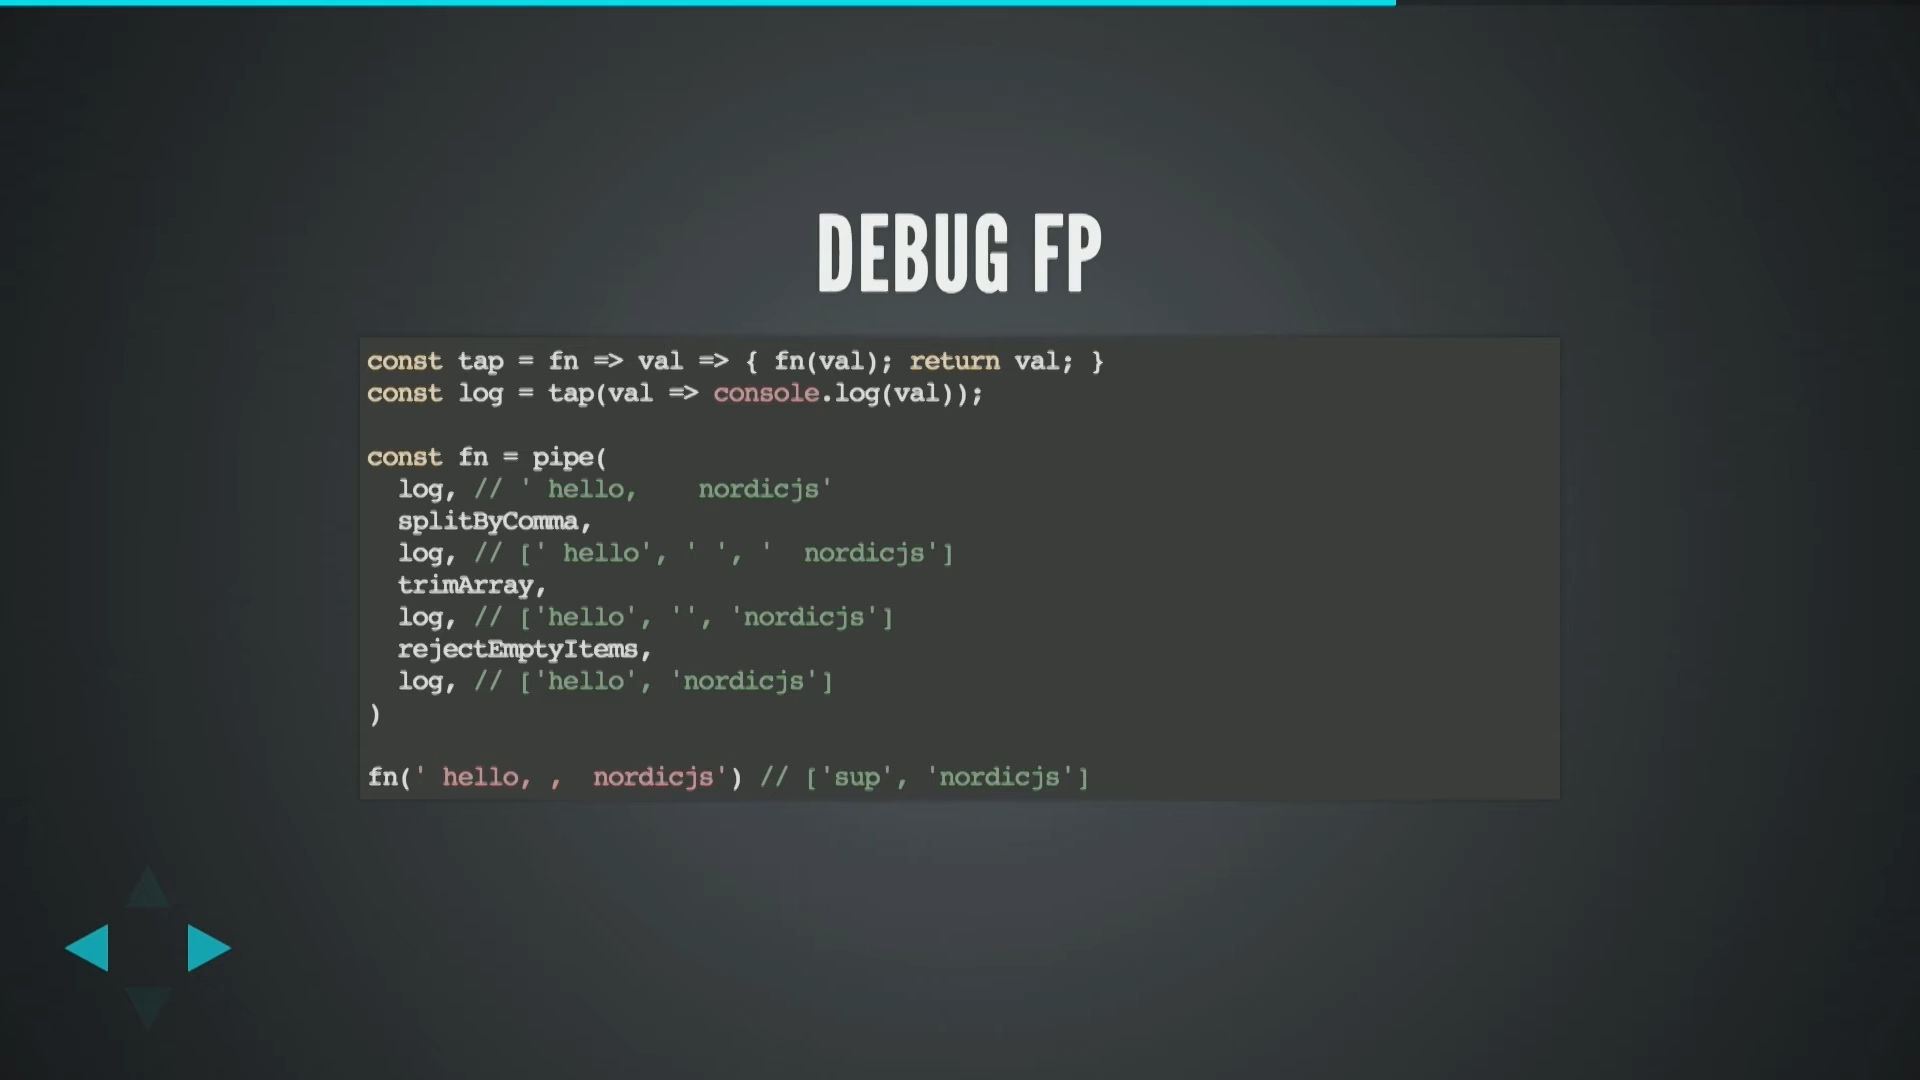 DEBUG FP
const tap = fn => val => { fn(val); return val; }
const log = tap(val => console.log(val));
const fn = pipe(
  log, // ' hello,    nordicjs'
  splitByComma,
  log, // [' hello', ' ', '  nordicjs']
  trimArray,
  log, // ['hello', '', 'nordicjs']
  rejectEmptyItems,
  log, // ['hello', 'nordicjs']
)
fn(' hello, ,  nordicjs') // ['sup', 'nordicjs']